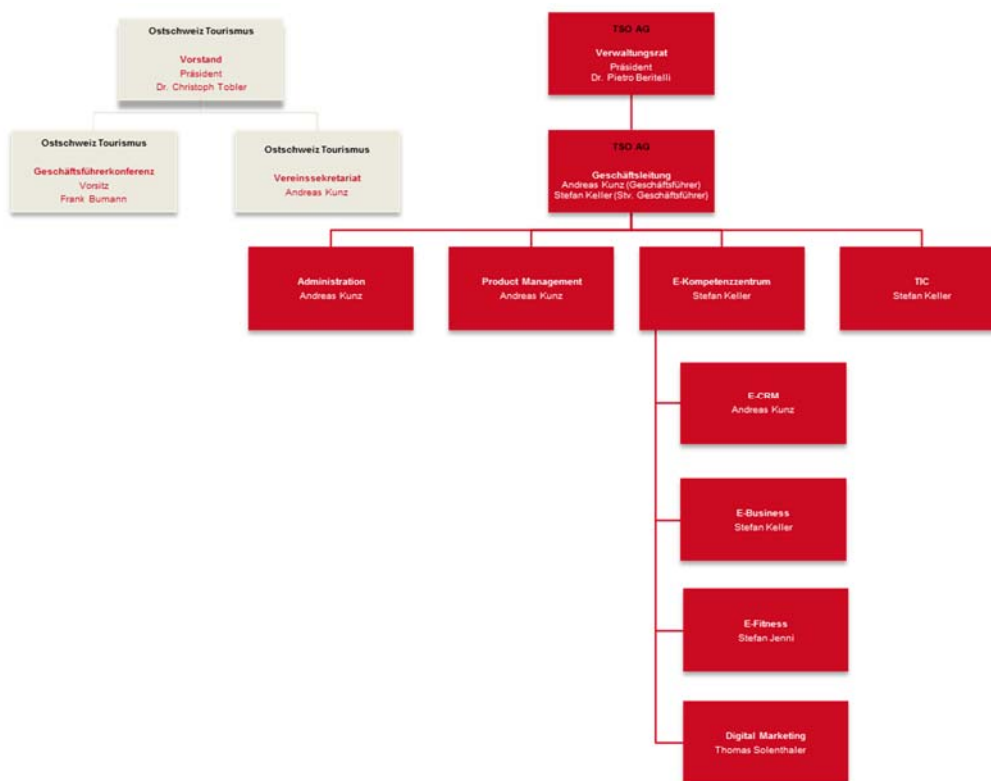 Ostschweiz Tourismus
Vorstand
Präsident
Dr. Christoph Tobler
Ostschweiz Tourismus
Geschäftsführerkonferenz
Vorsitz
Frank Bumann
Ostschweiz Tourismus
Vereinssekretariat
Andreas Kunz
TSO AG
Verwaltungsrat
Präsident
Dr. Pietro Beritelli
TSO AG
Geschäftsleitung
Andreas Kunz (Geschäftsführer)
Stefan Keller (Stv. Geschäftsführer)
Administration
Andreas Kunz
Product Management
Andreas Kunz
E-Kompetenzzentrum
Stefan Keller
TIC
Stefan Keller
E-CRM
Andreas Kunz
E-Business
Stefan Keller
E-Fitness
Stefan Jenni
Digital Marketing
Thomas Solenthaler